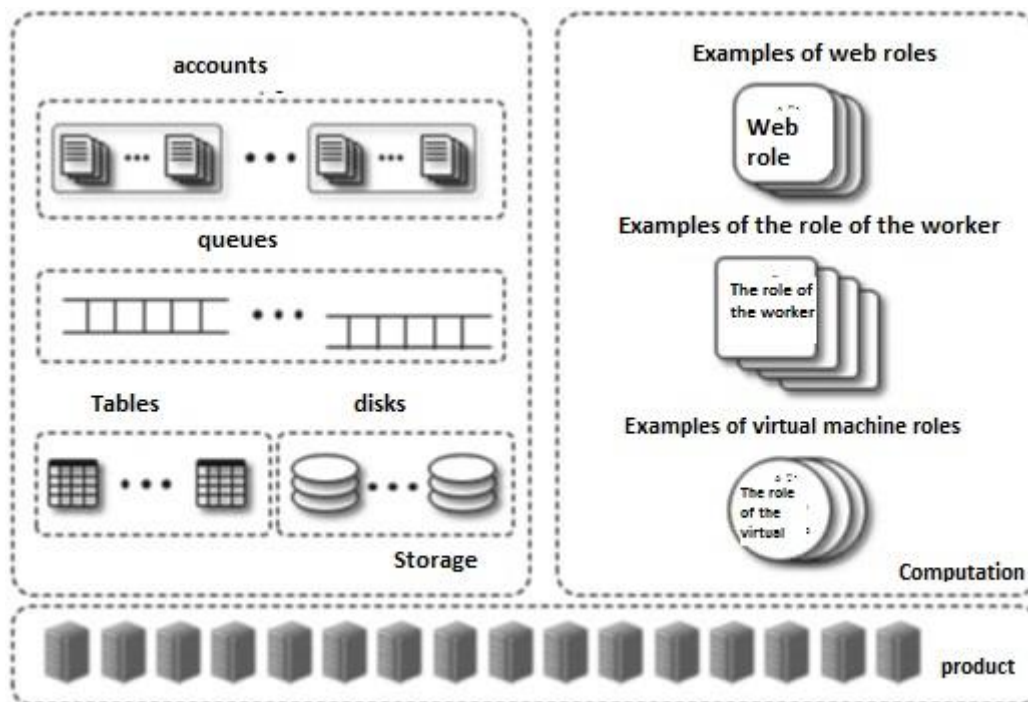 accounts
queues
Tables
disks
Storage
Examples of web roles
Web
role
Examples of the role of the worker
The role of
the worker
Examples of virtual machine roles
The role
of the
virtual
Computation
product